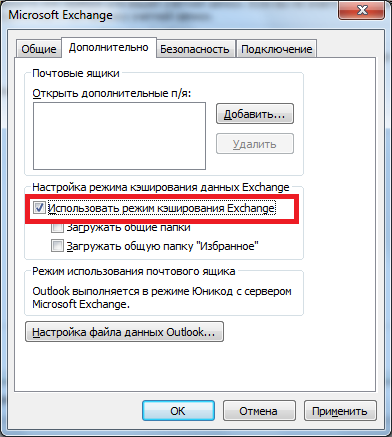 Microsoft Exchange
Общие Дополнительно Безопасность Подключение
Почтовые ящики
Открыть дополнительные п/я:
Добавить...
Удалить
Настройка режима кэширования данных Exchange
Использовать режим кэширования Exchange
Загружать общие папки
Загружать общую папку "Избранное"
Режим использования почтового ящика
Outlook выполняется в режиме Юникод с сервером
Microsoft Exchange.
Настройка файла данных Outlook...
ОК Отмена Применить